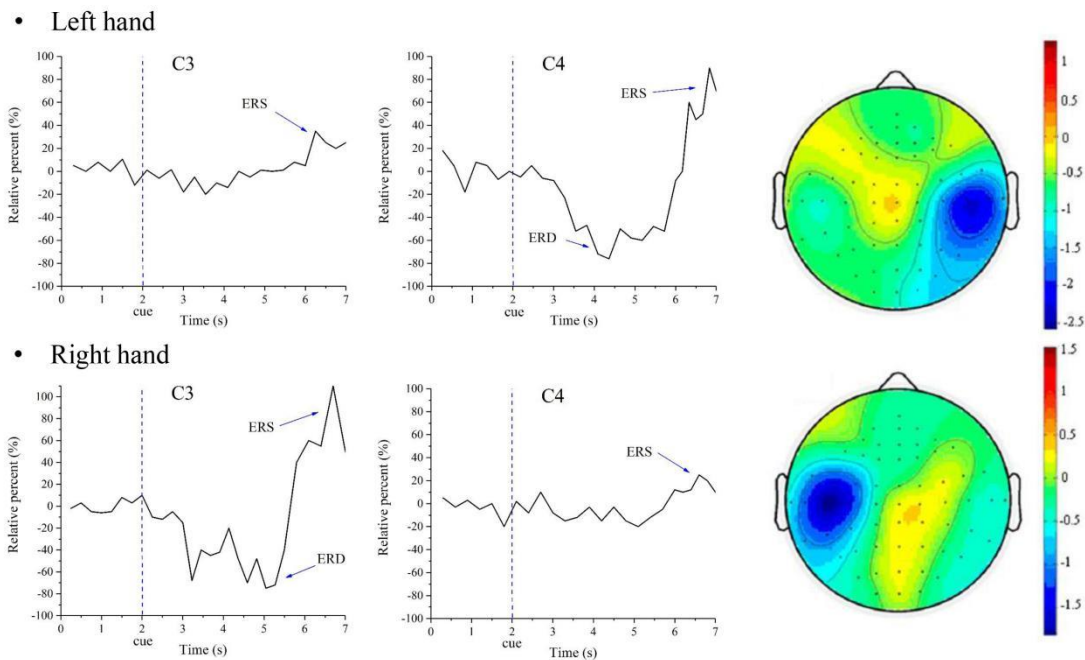 • Left hand
C3
ERS
Relative percent (%)
100
80
60
40
20
0
-20
-40
-60
-80
-100
0 1 2 3 4 5 6 7
cue
Time (s)
C4
ERS
ERD
Relative percent (%)
100
80
60
40
20
0
-20
-40
-60
-80
-100
0 1 2 3 4 5 6 7
cue
Time (s)
1
0.5
0
-0.5
-1
-1.5
-2
-2.5
• Right hand
C3
ERS
ERD
Relative percent (%)
100
80
60
40
20
0
-20
-40
-60
-80
-100
0 1 2 3 4 5 6 7
cue
Time (s)
C4
ERS
Relative percent (%)
100
80
60
40
20
0
-20
-40
-60
-80
-100
0 1 2 3 4 5 6 7
cue
Time (s)
1.5
1
0.5
0
-0.5
-1
-1.5